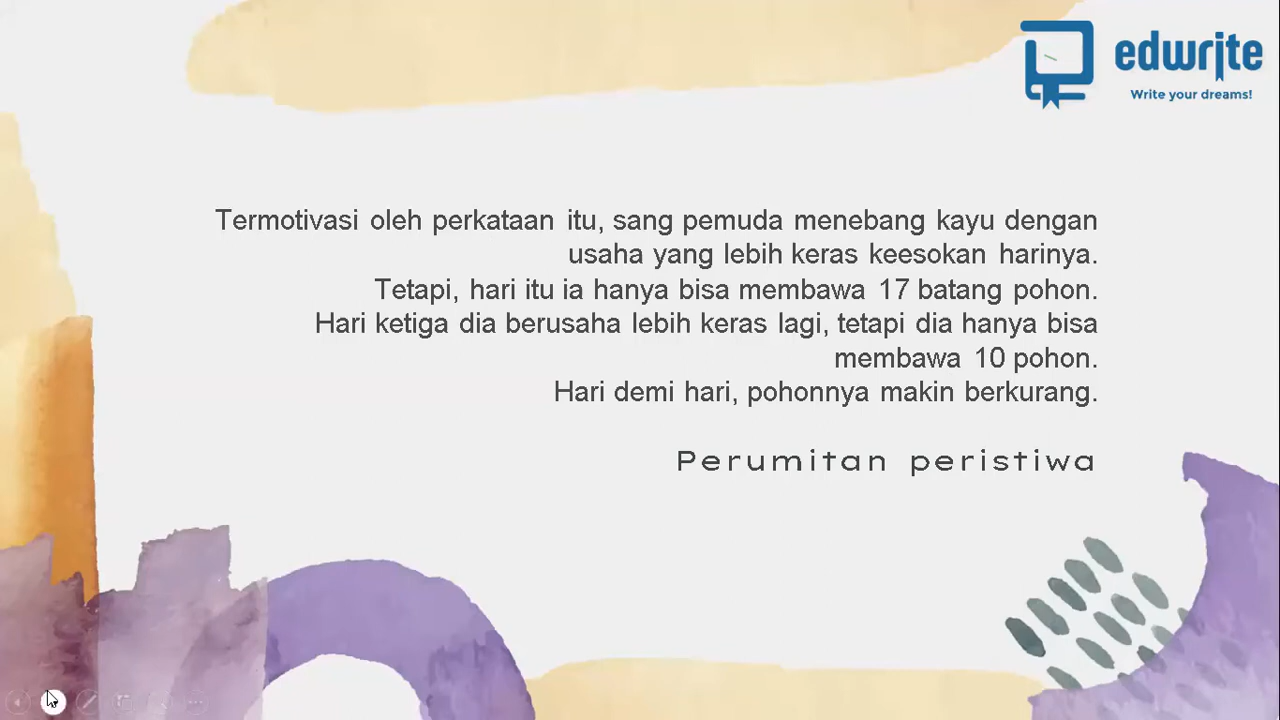 edwrite
Write your dreams!
Termotivasi oleh perkataan itu, sang pemuda menebang kayu dengan
usaha yang lebih keras keesokan harinya.
Tetapi, hari itu ia hanya bisa membawa 17 batang pohon.
Hari ketiga dia berusaha lebih keras lagi, tetapi dia hanya bisa
membawa 10 pohon.
Hari demi hari, pohonnya makin berkurang.
Perumitan peristiwa